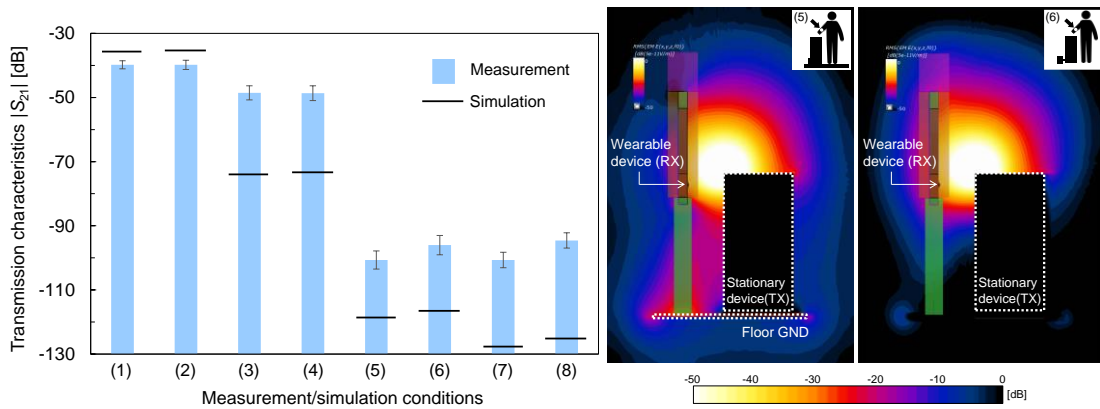 Transmission characteristics |S21| [dB]
-30
-50
-70
-90
-110
-130
Measurement
Simulation
(1)
(2)
(3)
(4)
(5)
(6)
(7)
(8)
Measurement/simulation conditions
(5)
Wearable
device (RX)
Stationary
device(TX)
Floor GND
(6)
Wearable
device (RX)
Stationary
device(TX)
-50
-40
-30
-20
-10
0
[dB]